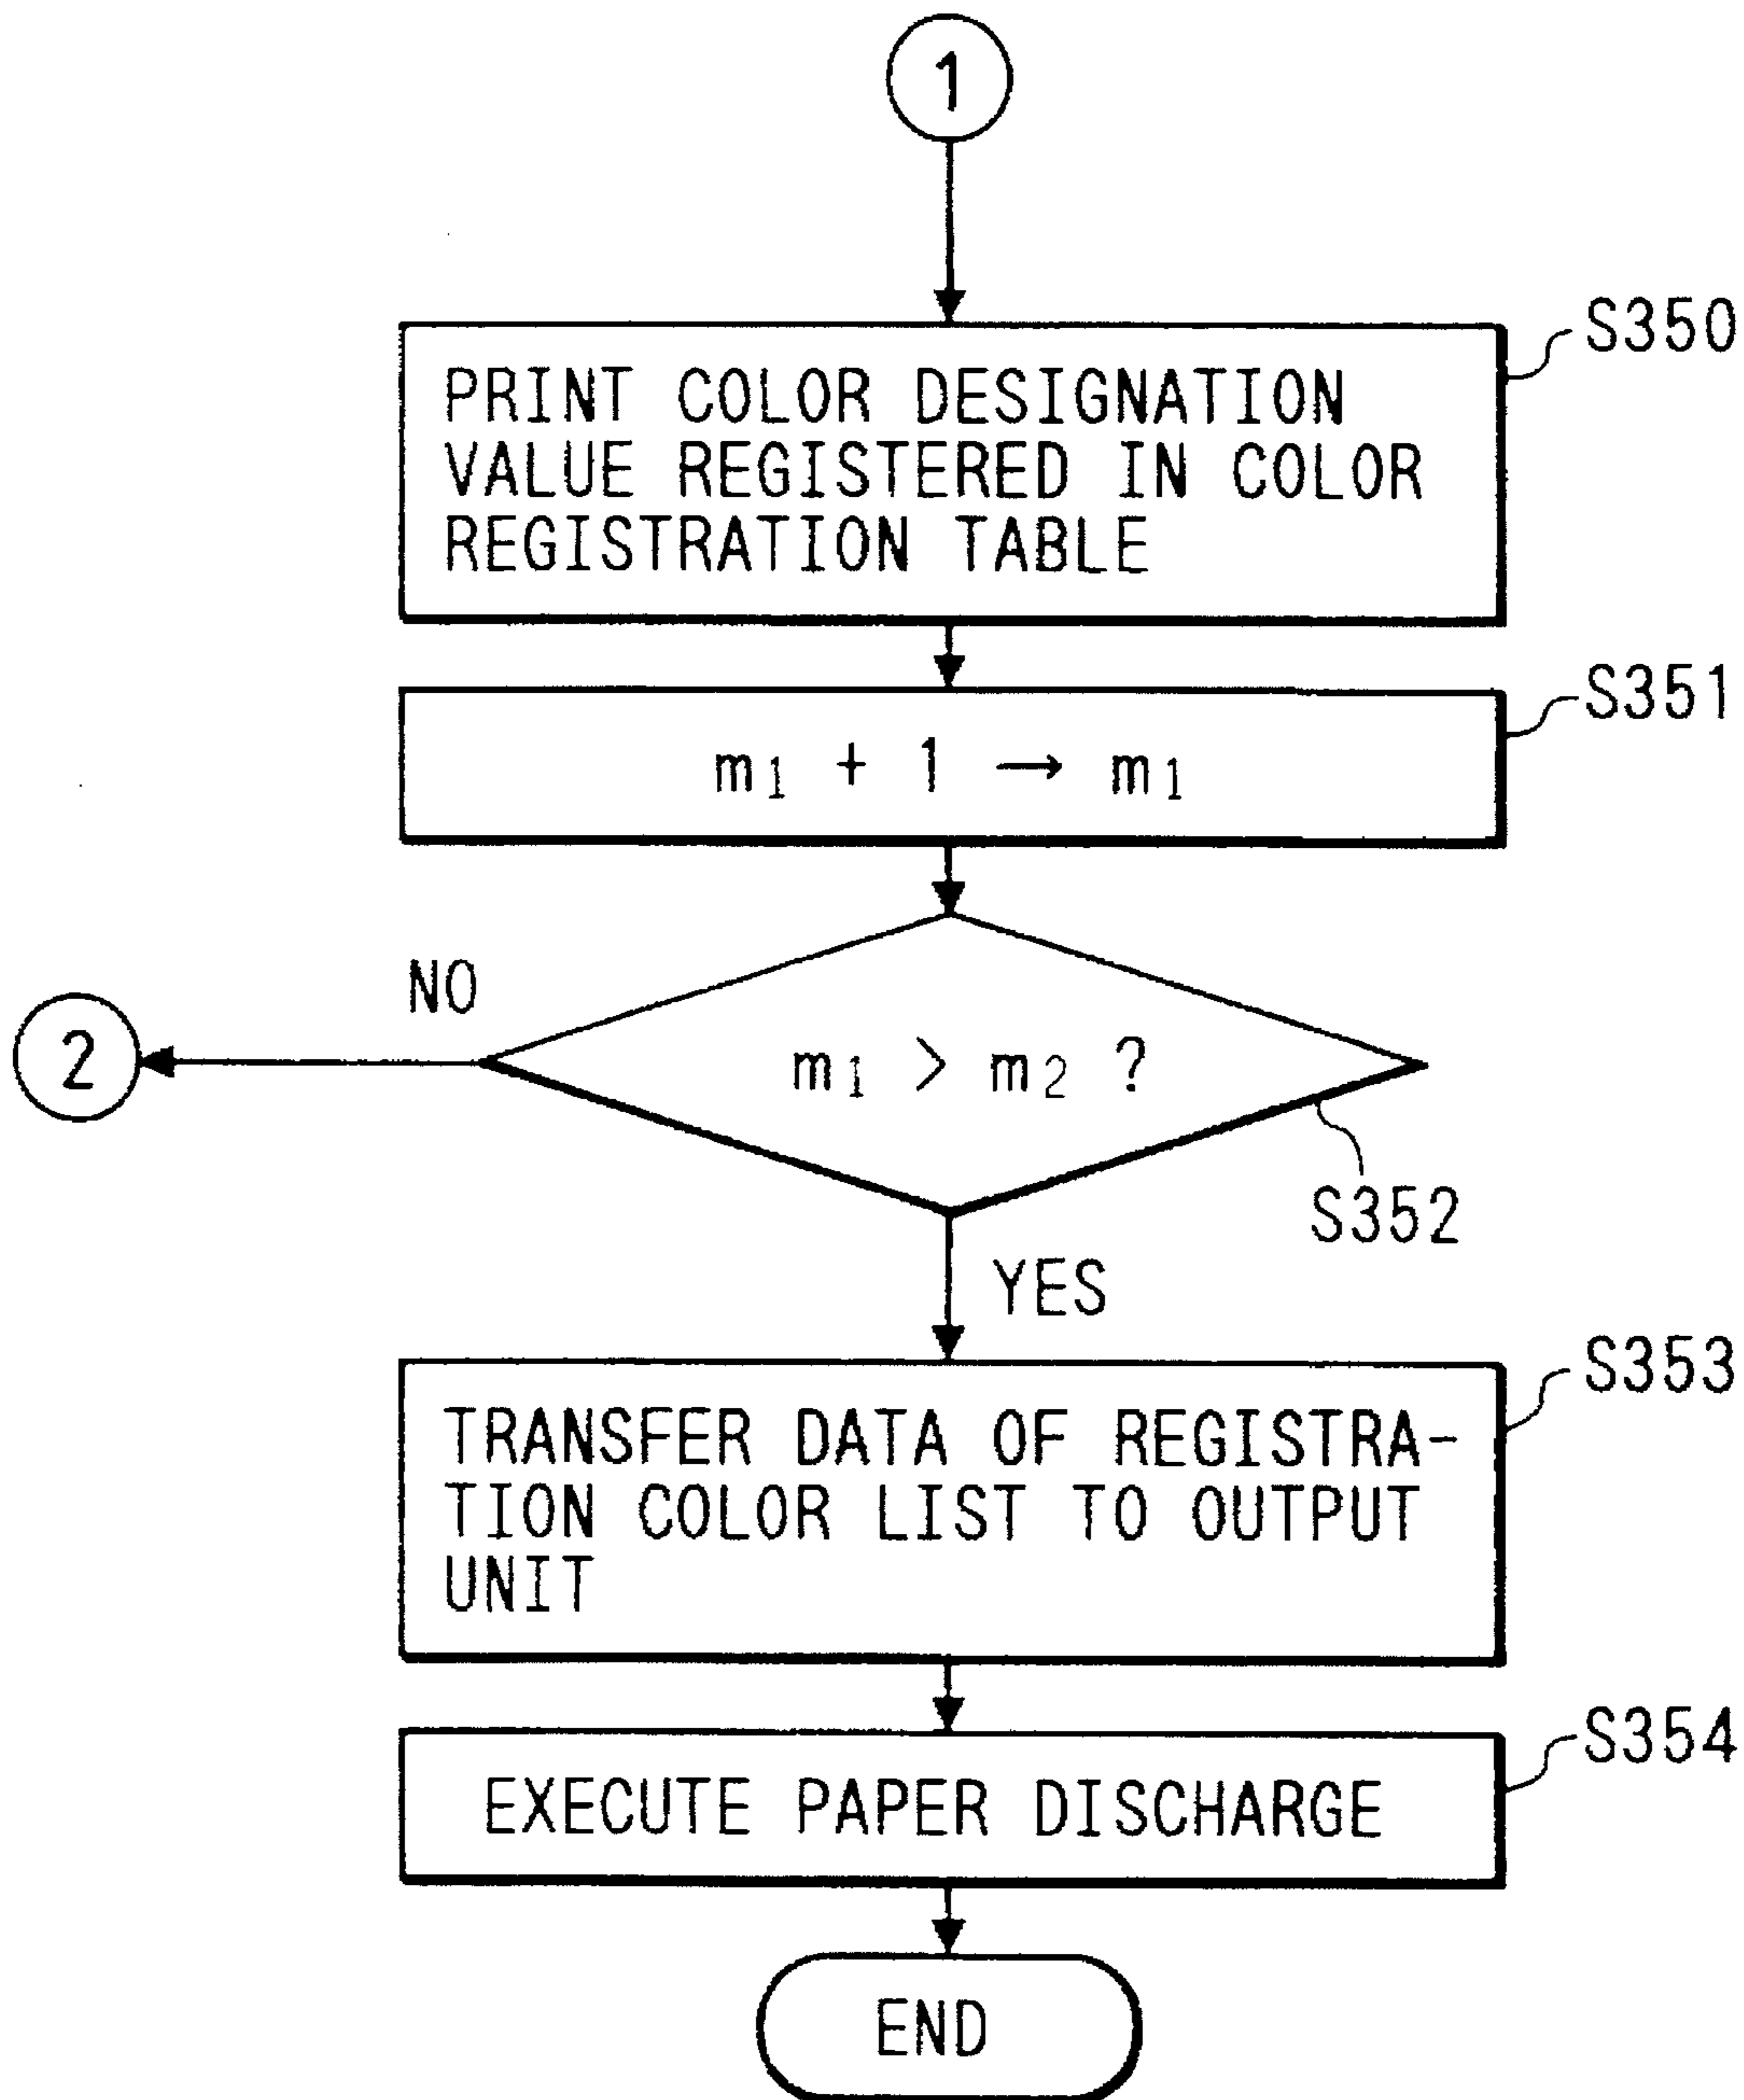 1
S350
PRINT COLOR DESIGNATION
VALUE REGISTERED IN COLOR
REGISTRATION TABLE
S351
m₁ + 1 → m₁
NO
2
m₁ > m₂ ?
S352
YES
S353
TRANSFER DATA OF REGISTRA-
TION COLOR LIST TO OUTPUT
UNIT
S354
EXECUTE PAPER DISCHARGE
END